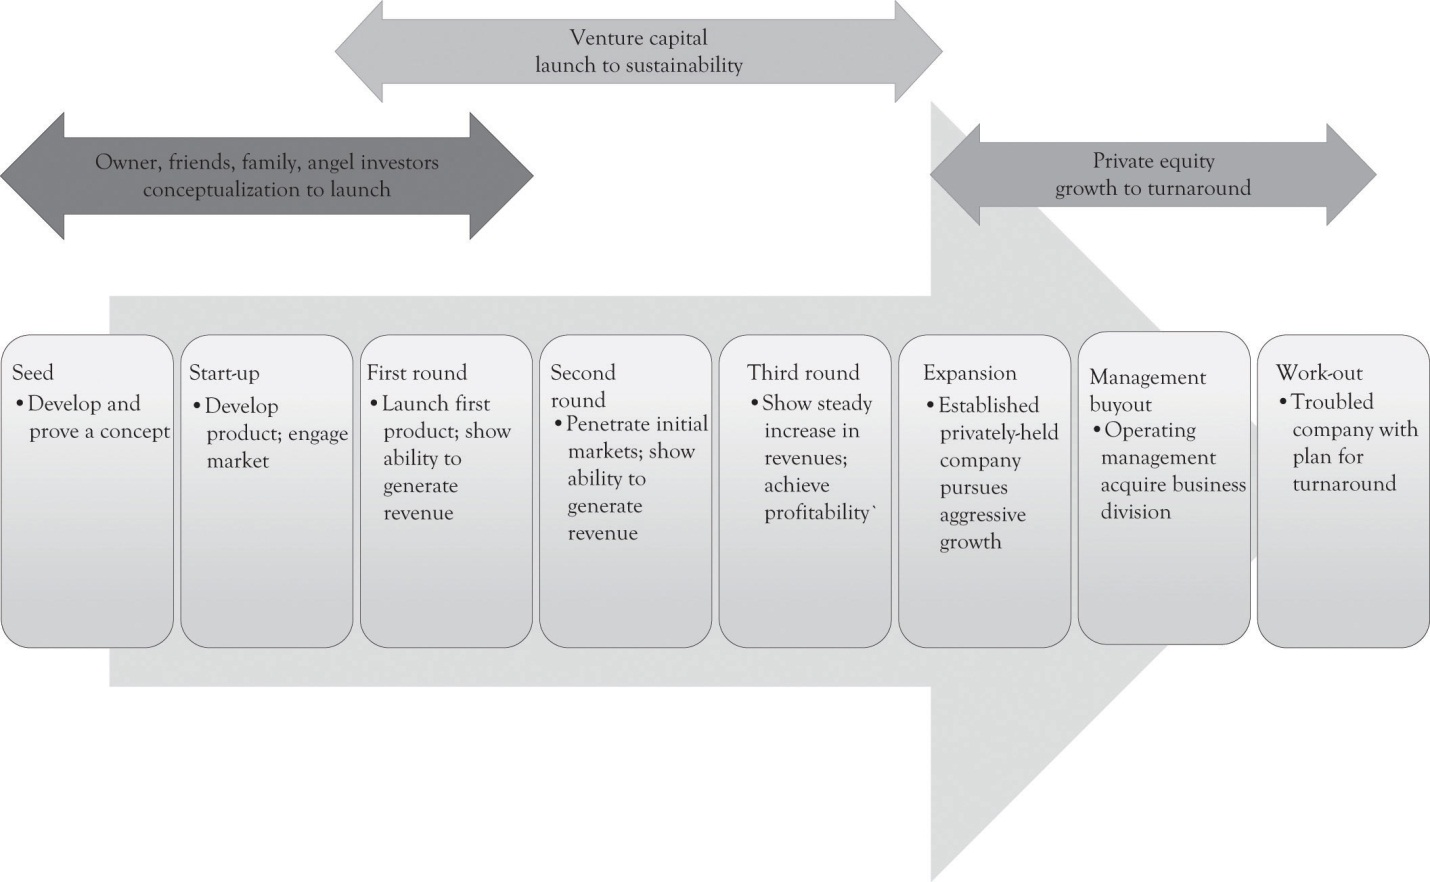 Venture capital
launch to sustainability
Owner, friends, family, angel investors
conceptualization to launch
Private equity
growth to turnaround
Seed
• Develop and
prove a concept
Start-up
• Develop
product; engage
market
First round
• Launch first
product; show
ability to
generate
revenue
Second
round
• Penetrate initial
markets; show
ability to
generate
revenue
Third round
• Show steady
increase in
revenues;
achieve
profitability`
Expansion
• Established
privately-held
company
pursues
aggressive
growth
Management
buyout
• Operating
management
acquire business
division
Work-out
• Troubled
company with
plan for
turnaround